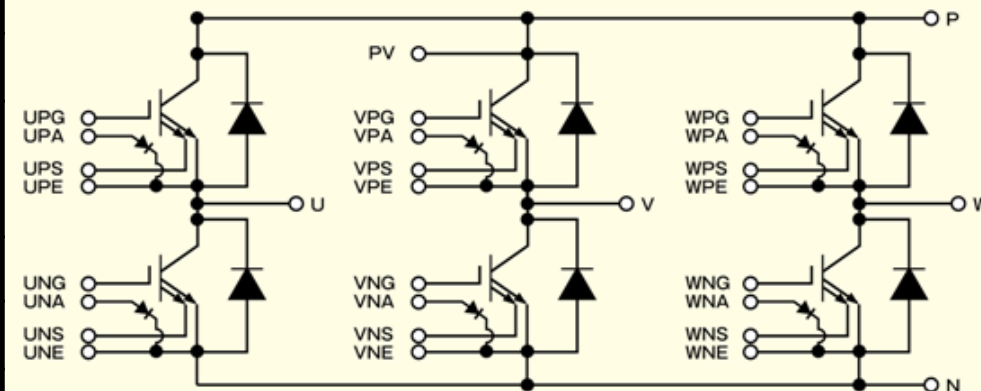 P
PV
UPG
UPA
UPS
UPE
VPG
VPA
VPS
VPE
WPG
WPA
WPS
WPE
U
V
W
UNG
UNA
UNS
UNE
VNG
VNA
VNS
VNE
WNG
WNA
WNS
WNE
N